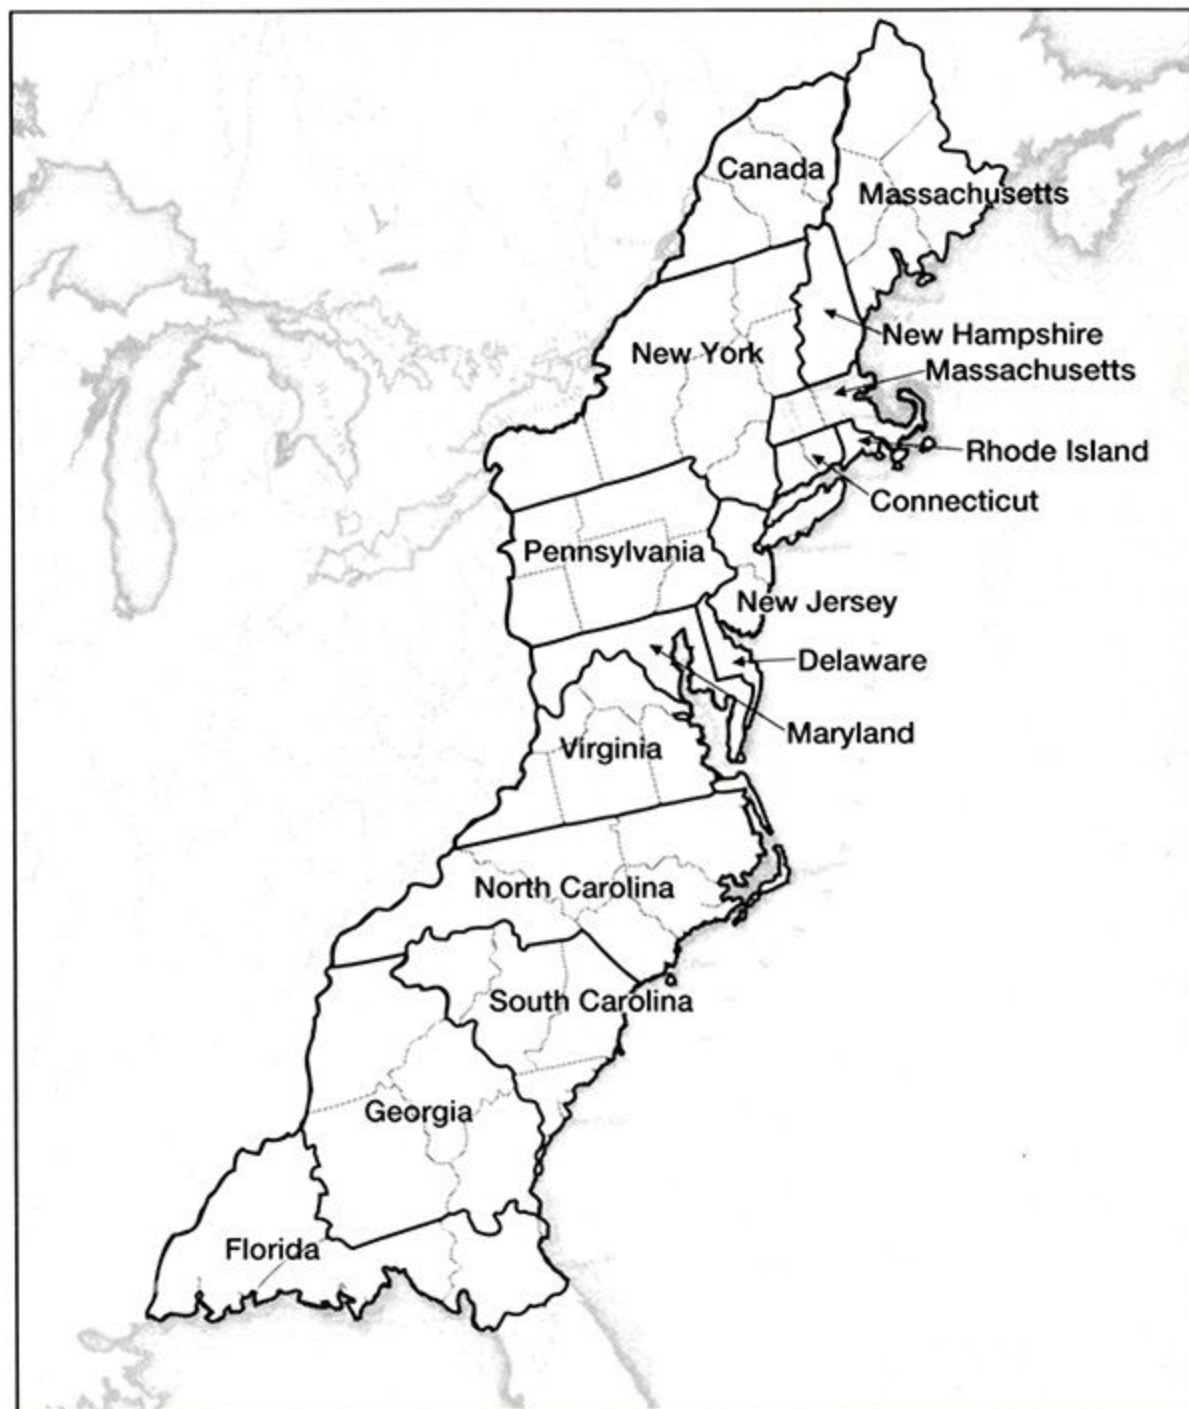 Canada
Massachusetts
New Hampshire
New York
Massachusetts
Rhode Island
Connecticut
Pennsylvania
New Jersey
Delaware
Maryland
Virginia
North Carolina
South Carolina
Georgia
Florida